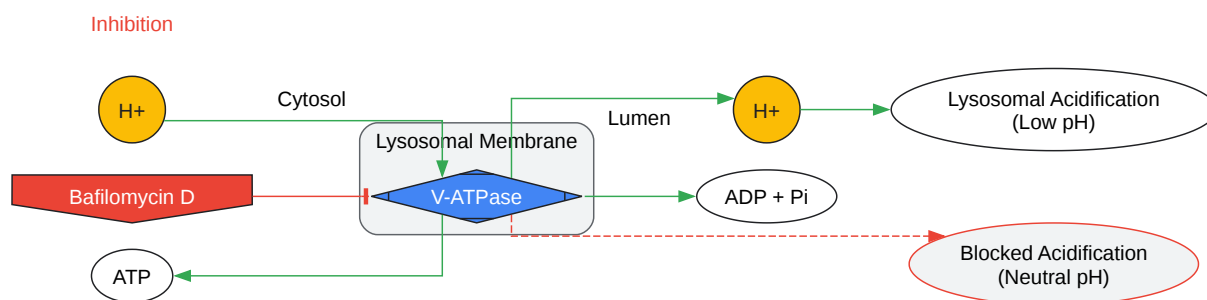 Inhibition
H+
Cytosol
Lumen
H+
Lysosomal Acidification
(Low pH)
Lysosomal Membrane
Bafilomycin D
V-ATPase
ADP + Pi
ATP
Blocked Acidification
(Neutral pH)